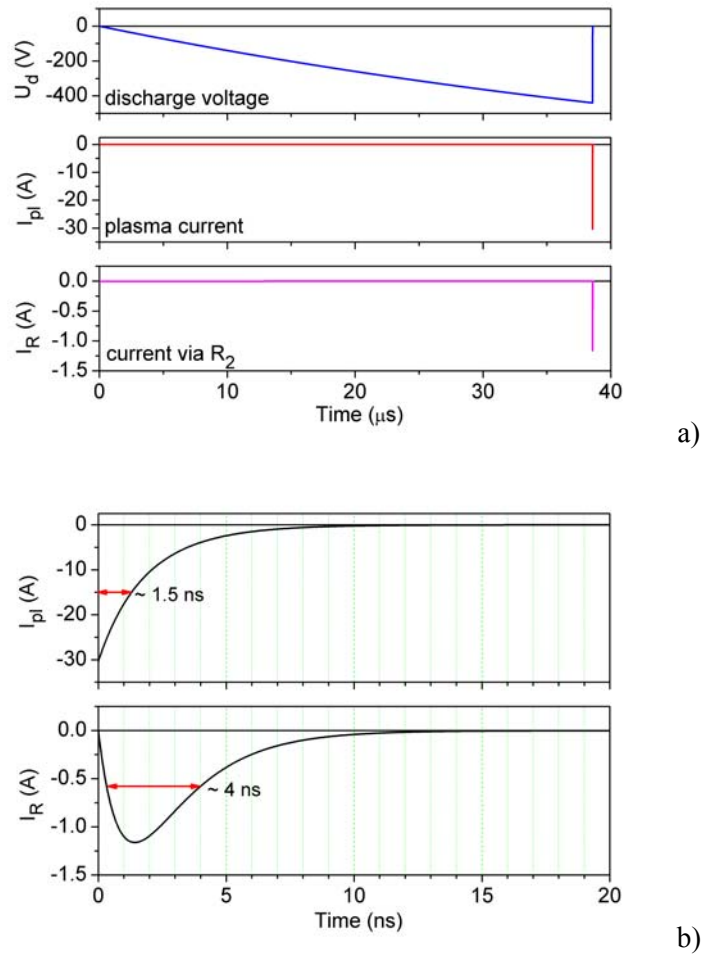 0
-200
-400
U_d (V)
discharge voltage
0
-10
-20
-30
I_pl (A)
plasma current
0.0
-0.5
-1.0
-1.5
I_R (A)
current via R_2
0 10 20 30 40
Time (μs)
a)
0
-10
-20
-30
I_pl (A)
~ 1.5 ns
0.0
-0.5
-1.0
-1.5
I_R (A)
~ 4 ns
0 5 10 15 20
Time (ns)
b)